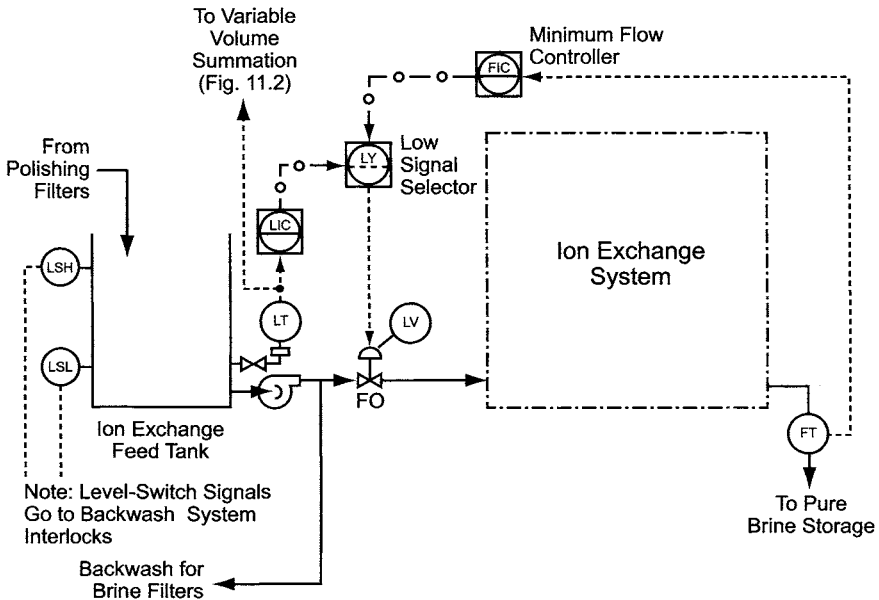 To Variable
Volume
Summation
(Fig. 11.2)
Minimum Flow
Controller
FIC
From
Polishing
Filters
LY
Low
Signal
Selector
LIC
LSH
LT
LV
LSL
FO
Ion Exchange
System
Ion Exchange
Feed Tank
FT
Note: Level-Switch Signals
Go to Backwash System
Interlocks
To Pure
Brine Storage
Backwash for
Brine Filters